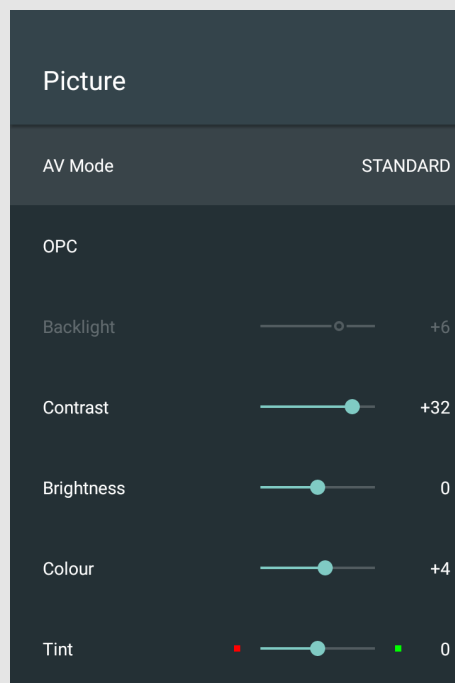 Picture
AV Mode STANDARD
OPC
Backlight +6
Contrast +32
Brightness 0
Colour +4
Tint 0